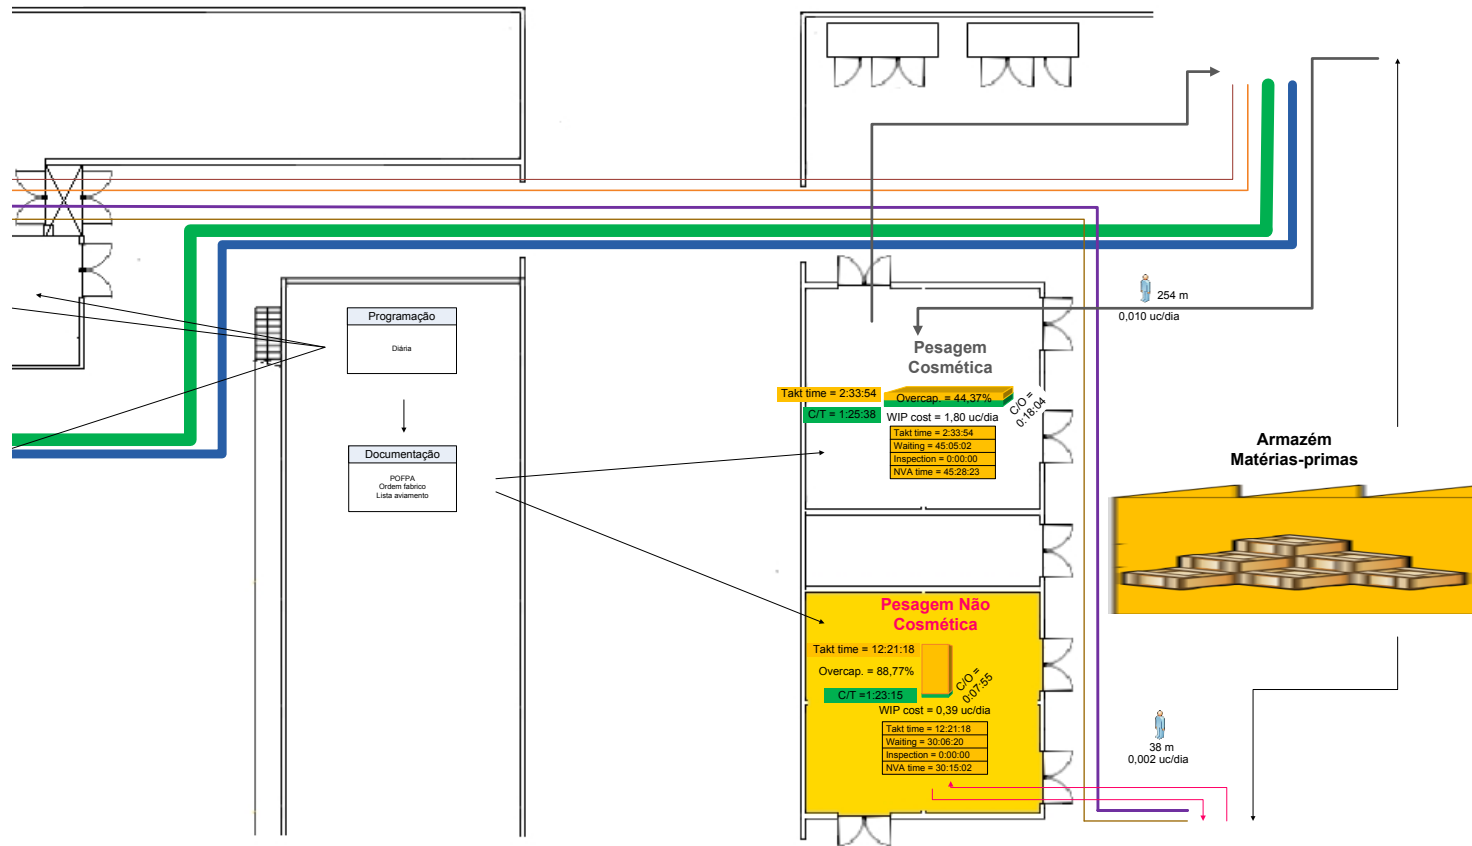 Programação
Diária
Documentação
POFPA
Ordem fabrico
Lista aviamento
254 m
0,010 uc/dia
Pesagem
Cosmética
Takt time = 2:33:54
Overcap. = 44,37%
C/T = 1:25:38
C/O =
0:18:04
WIP cost = 1,80 uc/dia
Takt time = 2:33:54
Waiting = 45:05:02
Inspection = 0:00:00
NVA time = 45:28:23
Armazém
Matérias-primas
Pesagem Não
Cosmética
Takt time = 12:21:18
Overcap. = 88,77%
C/T =1:23:15
C/O =
0:07:55
WIP cost = 0,39 uc/dia
Takt time = 12:21:18
Waiting = 30:06:20
Inspection = 0:00:00
NVA time = 30:15:02
38 m
0,002 uc/dia